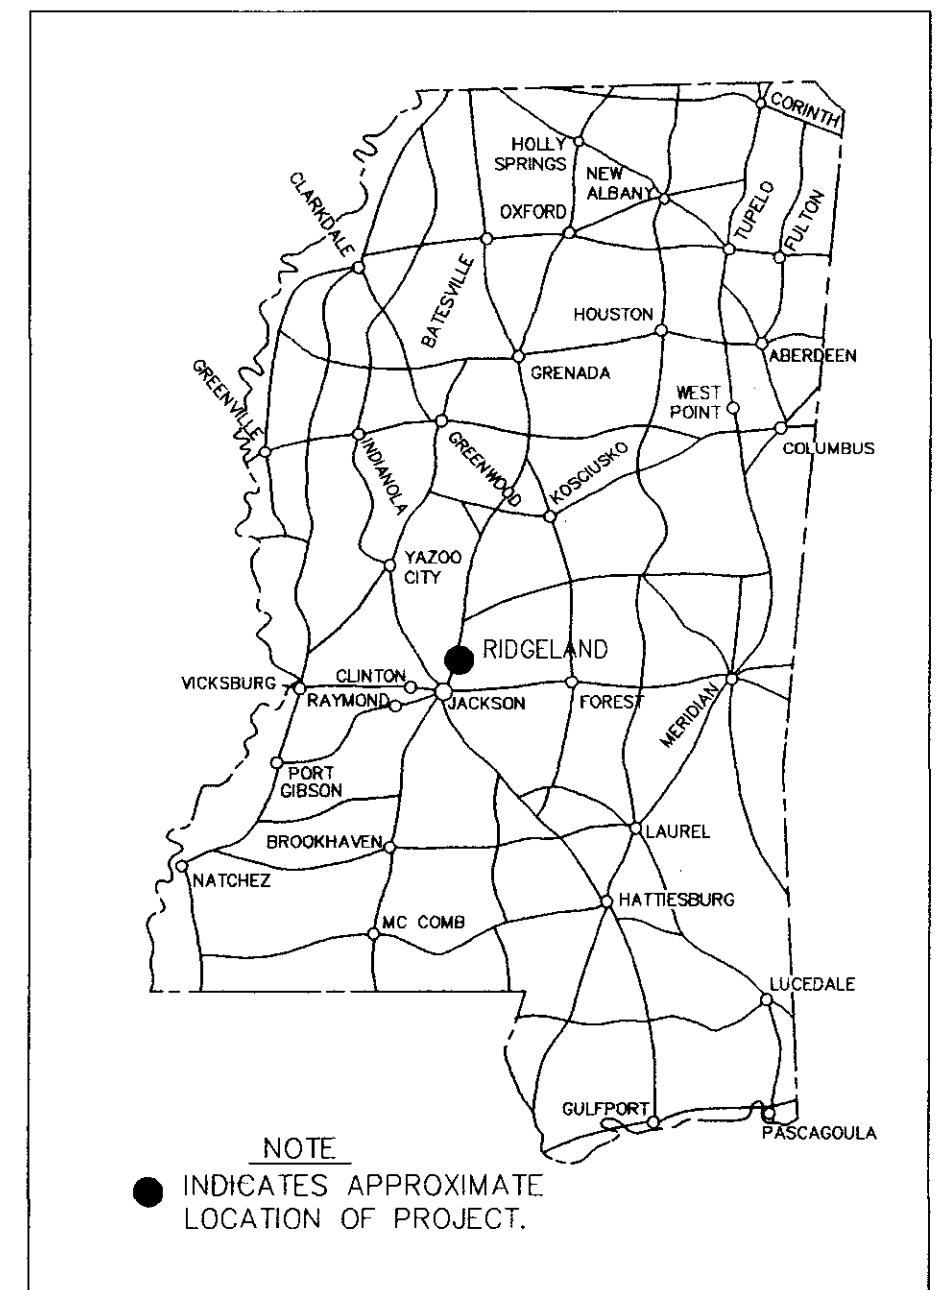 CORINTH
HOLLY
SPRINGS
NEW
ALBANY
CLARKDALE
OXFORD
TUPELO
FULTON
BATESVILLE
HOUSTON
ABERDEEN
GRENADA
GREENVILLE
WEST
POINT
COLUMBUS
INDIANOLA
GREENWOOD
KOSCIUSKO
YAZOO
CITY
RIDGELAND
VICKSBURG
CLINTON
RAYMOND
JACKSON
FOREST
MERIDIAN
PORT
GIBSON
BROOKHAVEN
LAUREL
NATCHEZ
HATTIESBURG
MC COMB
LUCEDALE
GULFPORT
PASCAGOULA
NOTE
INDICATES APPROXIMATE
LOCATION OF PROJECT.